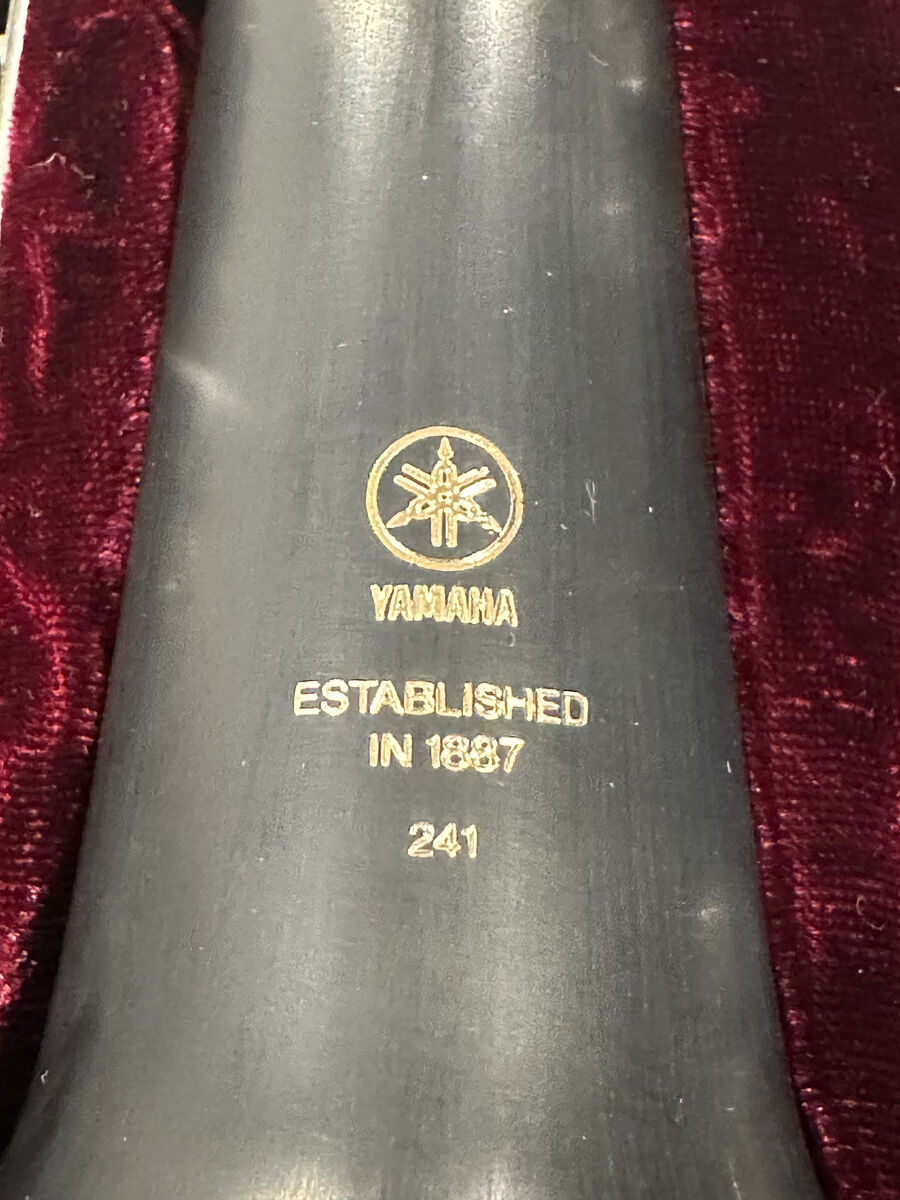 YAMAHA
ESTABLISHED
IN 1887
241